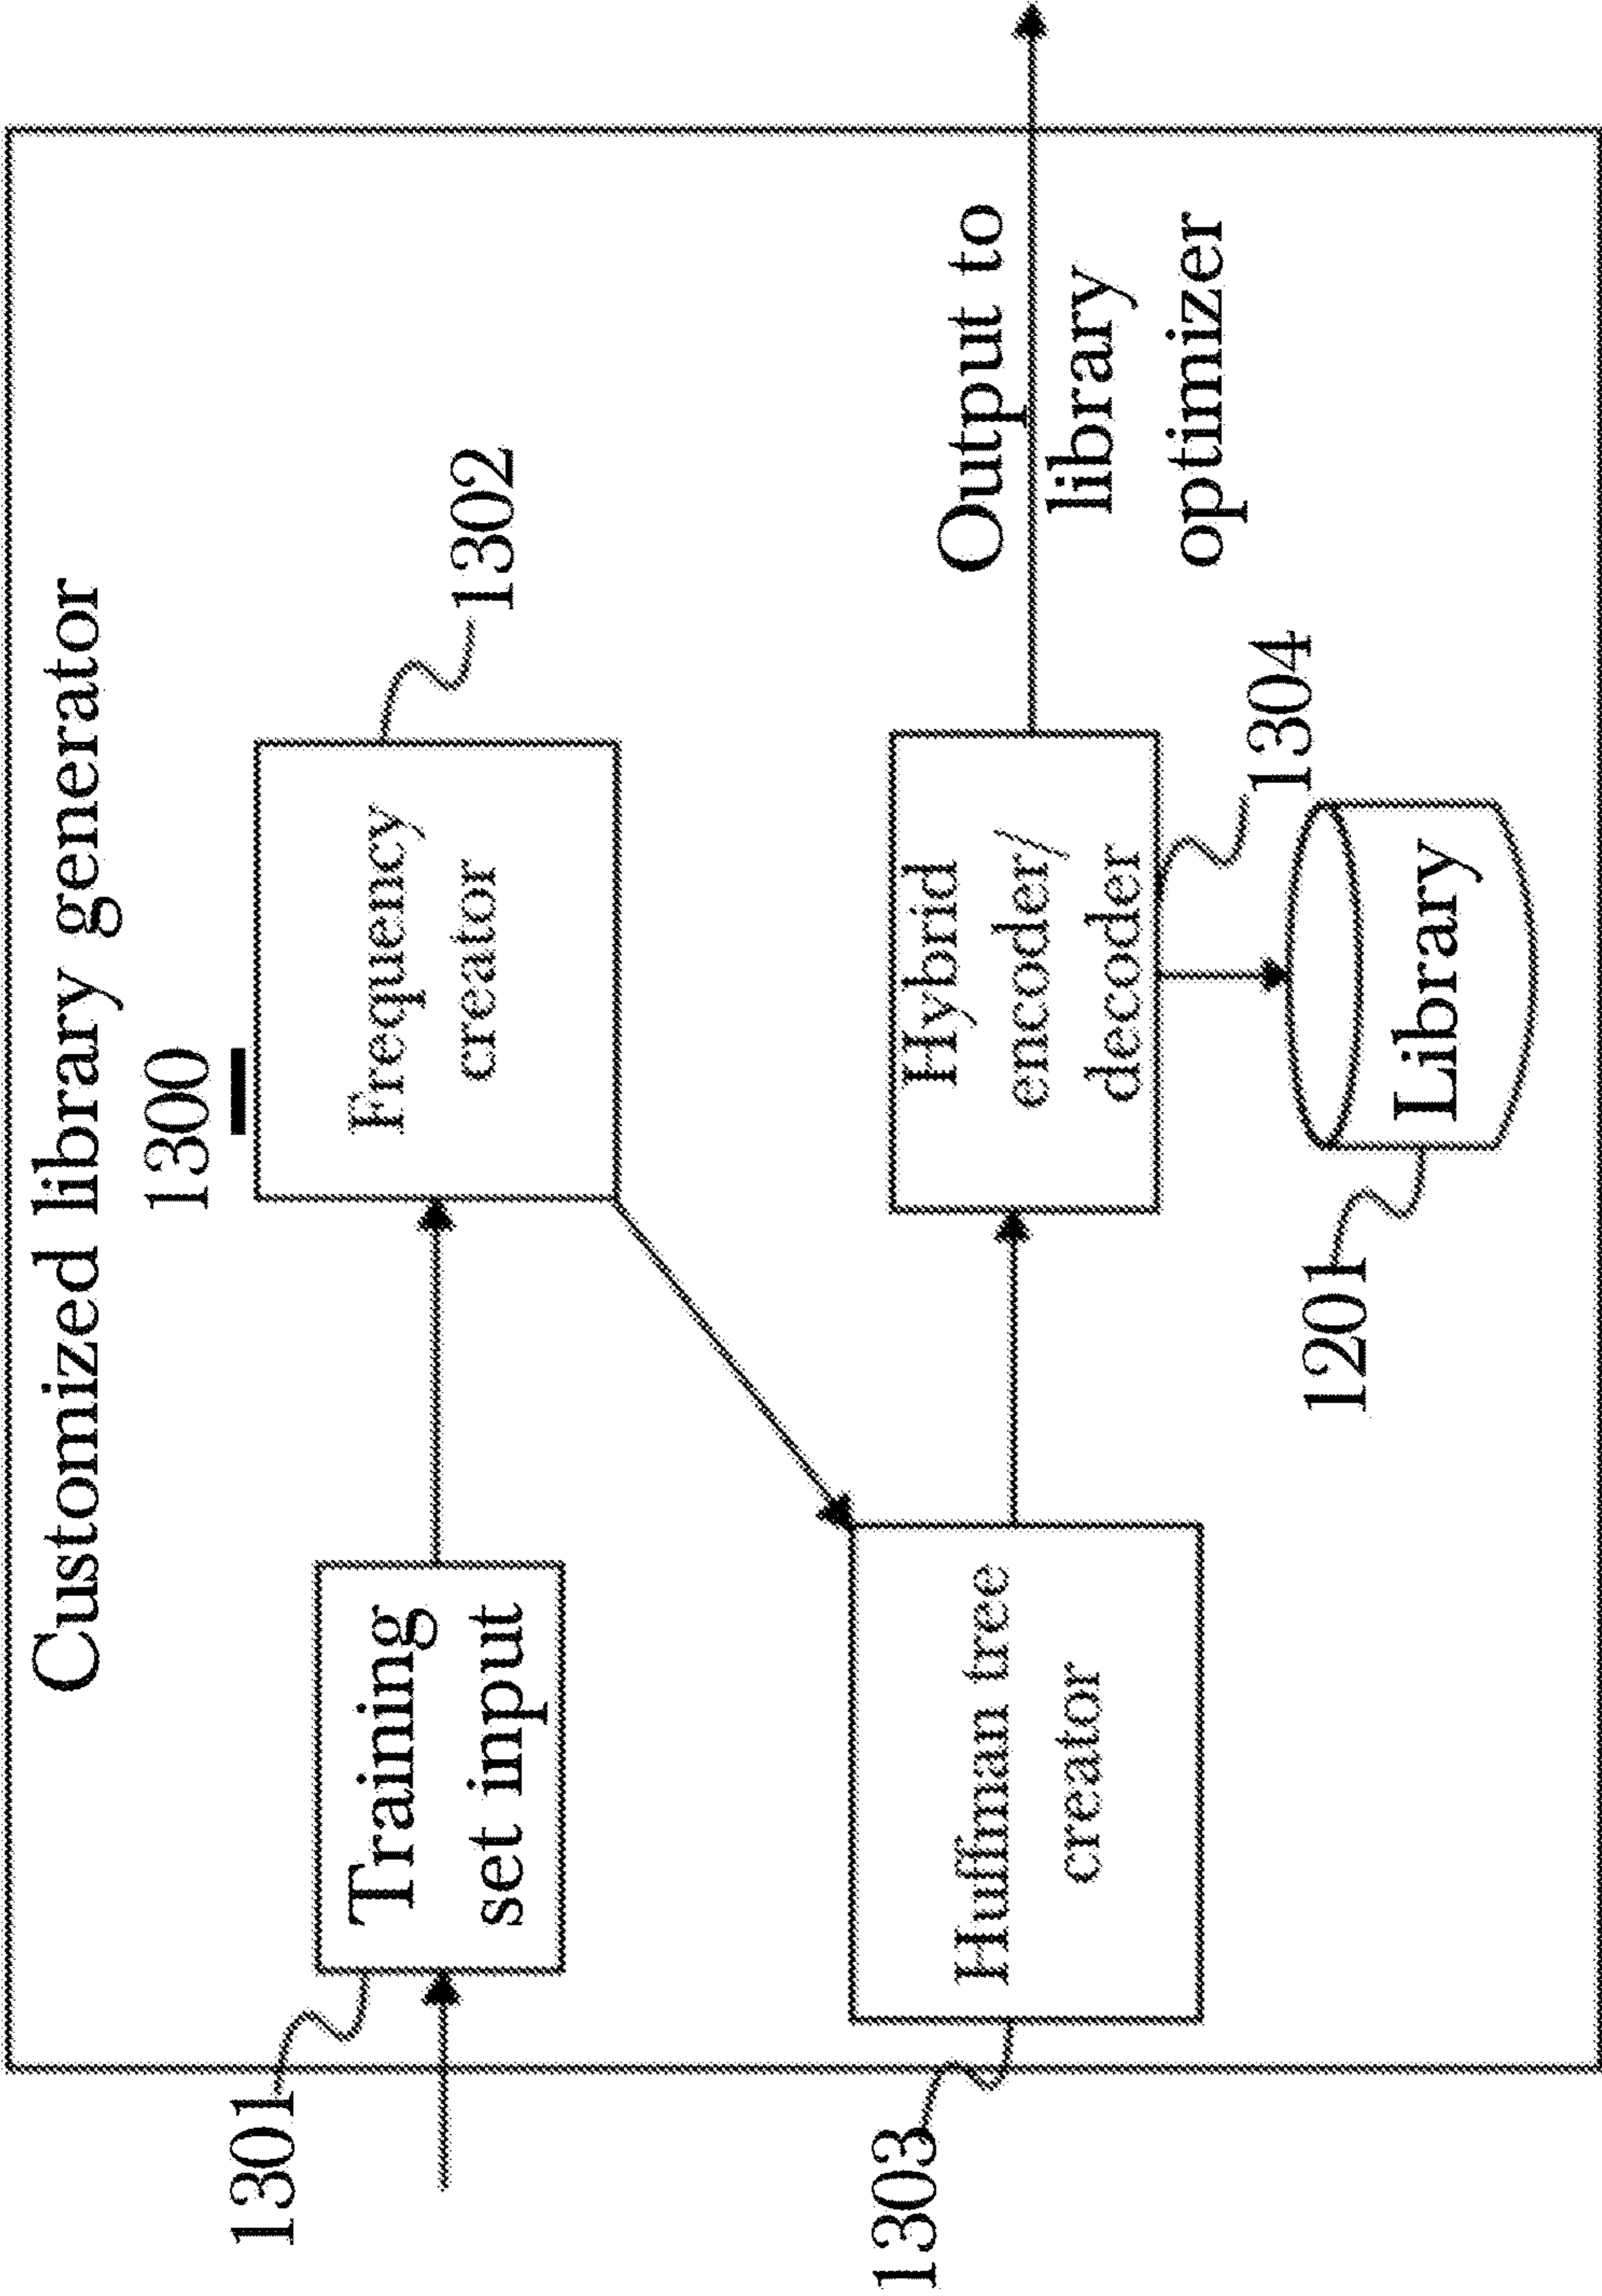 Customized library generator
1300
1301
Training
set input
Frequency
creator
1302
1303
Huffman tree
creator
Hybrid
encoder/
decoder
1304
Output to
library
optimizer
1201
Library